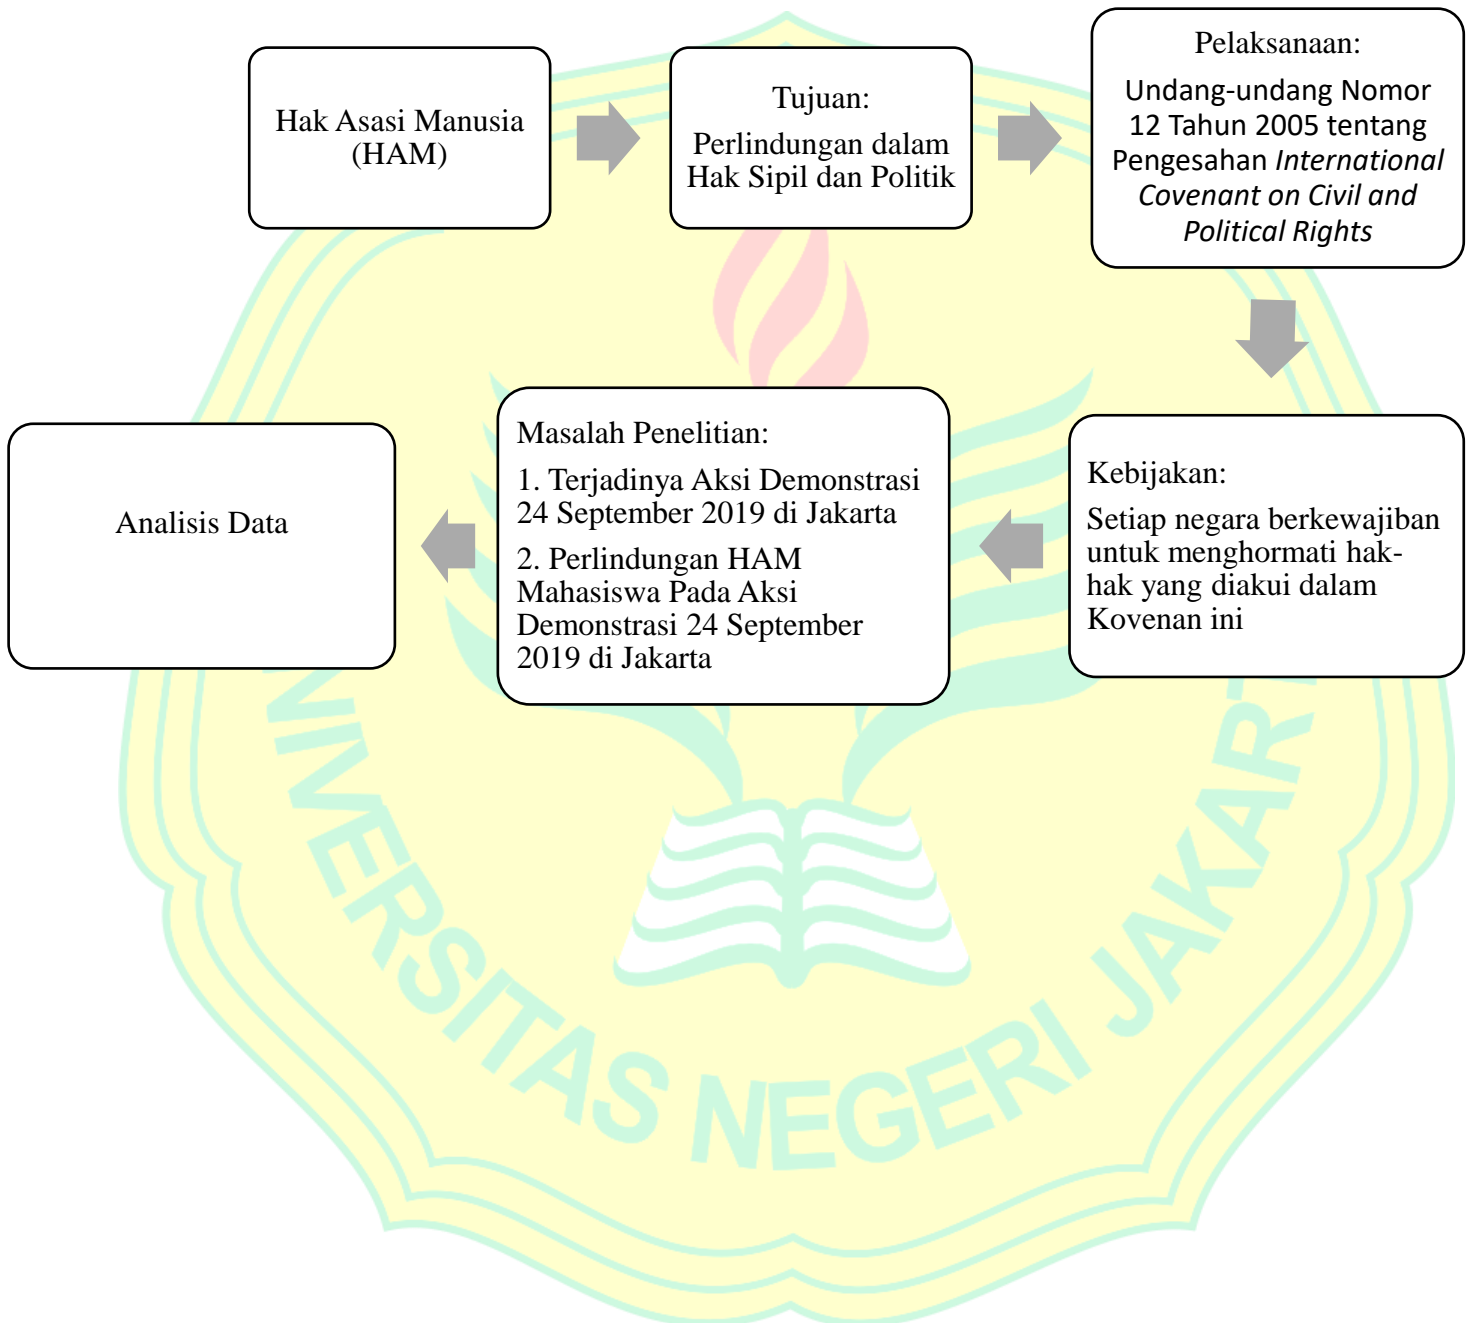 Hak Asasi Manusia
(HAM)
Tujuan:
Perlindungan dalam
Hak Sipil dan Politik
Pelaksanaan:
Undang-undang Nomor
12 Tahun 2005 tentang
Pengesahan International
Covenant on Civil and
Political Rights
Kebijakan:
Setiap negara berkewajiban
untuk menghormati hak-
hak yang diakui dalam
Kovenan ini
Masalah Penelitian:
1. Terjadinya Aksi Demonstrasi
24 September 2019 di Jakarta
2. Perlindungan HAM
Mahasiswa Pada Aksi
Demonstrasi 24 September
2019 di Jakarta
Analisis Data
NIVERSITAS NEGERI JAKART